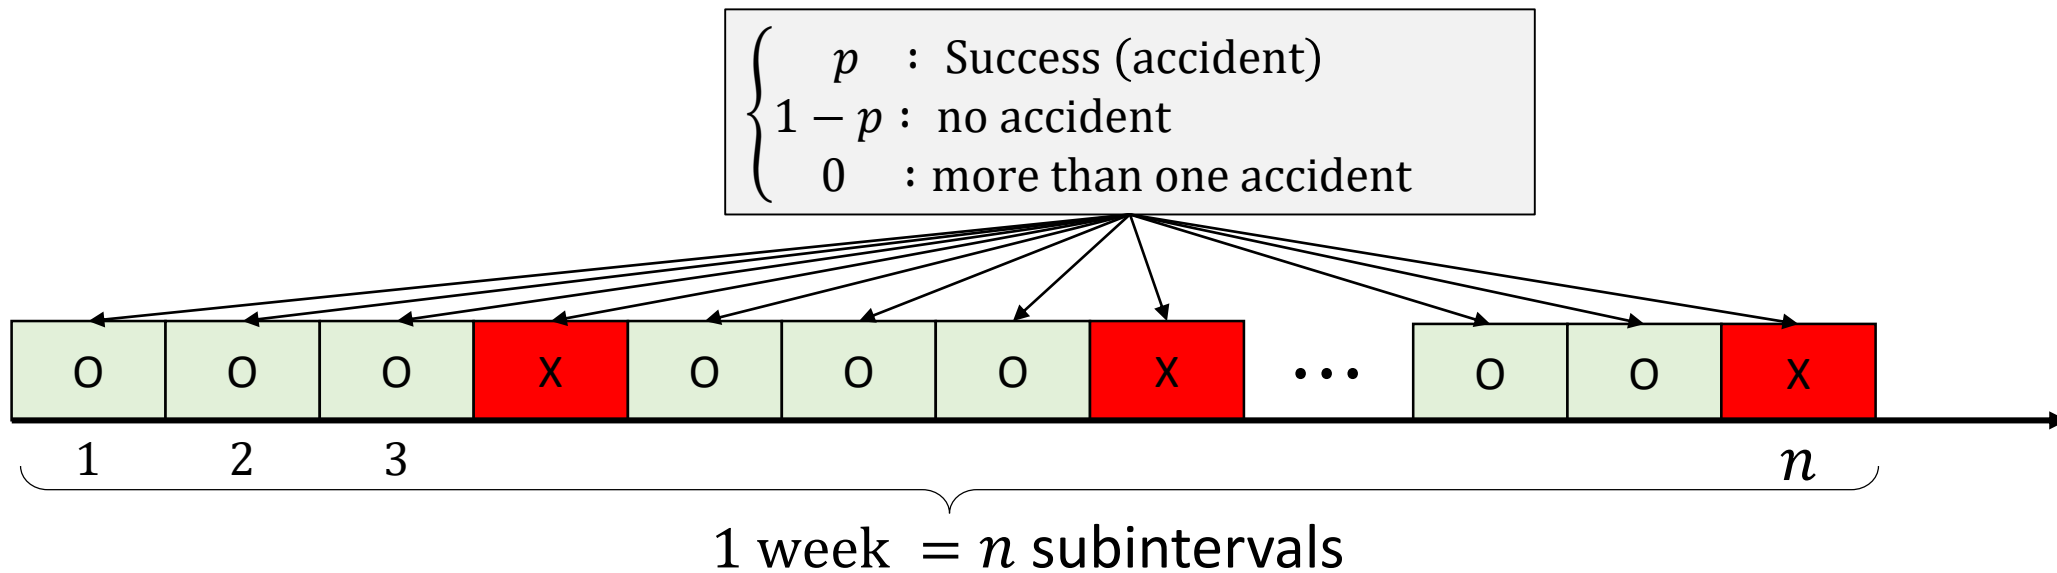 p : Success (accident)
1 − p : no accident
0 : more than one accident
O O O X O O O X ••• O O X
1 2 3 n
1 week = n subintervals